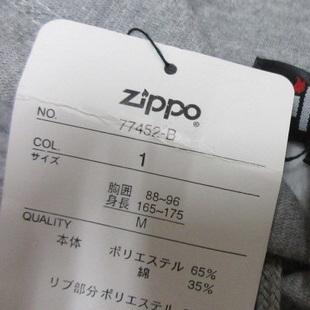 zippo®
NO. 77452-B
COL. 1
サイズ
胸囲 88~96
身長 165~175
M
QUALITY
本体 ポリエステル 65%
綿 35%
リブ部分 ポリエステル